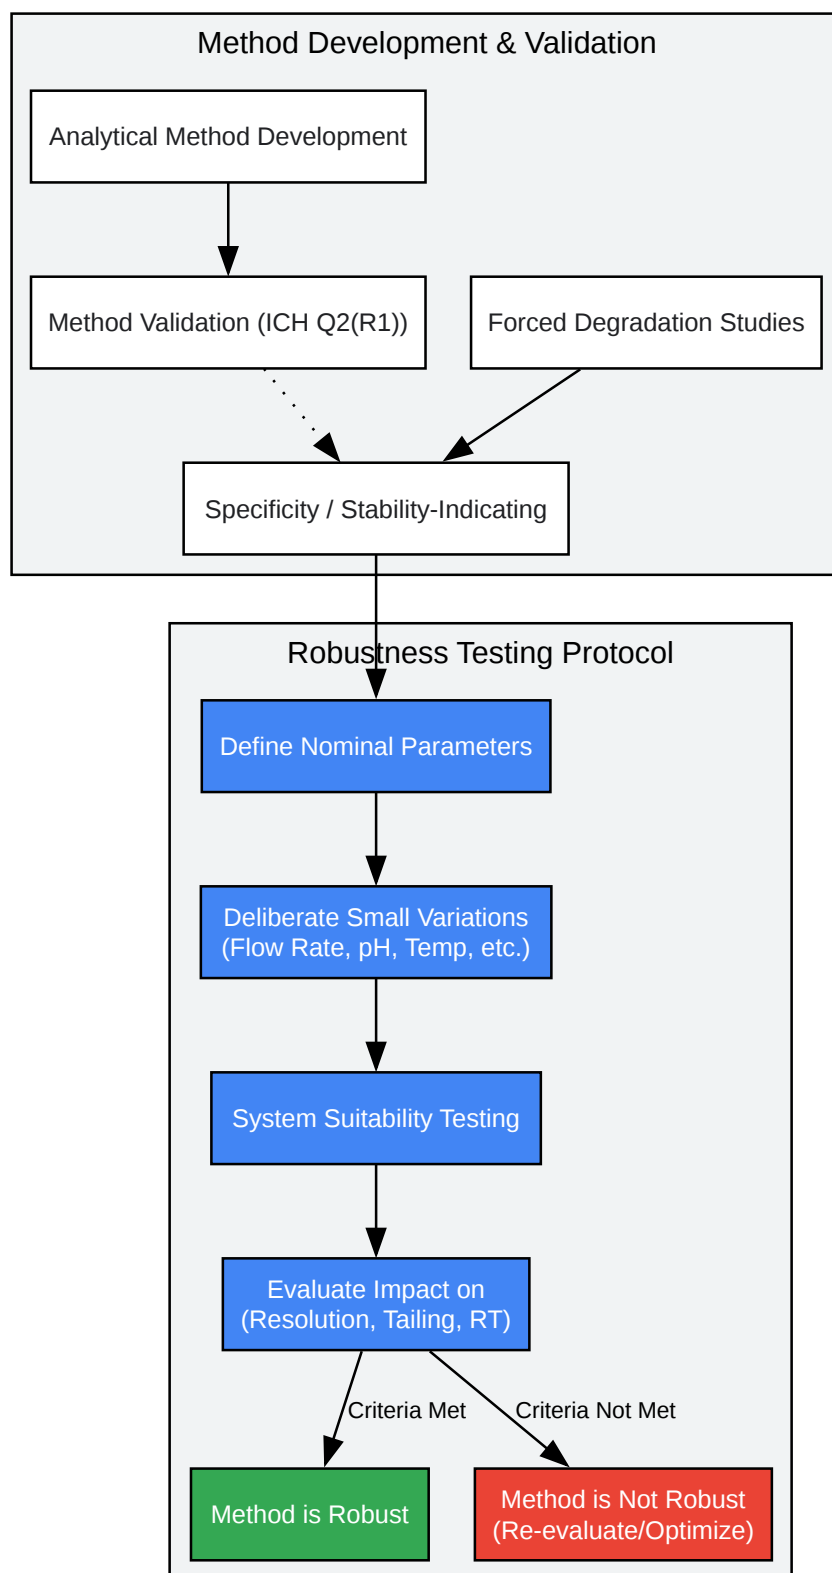 Method Development & Validation
Analytical Method Development
Method Validation (ICH Q2(R1))
Forced Degradation Studies
Specificity / Stability-Indicating
Robustness Testing Protocol
Define Nominal Parameters
Deliberate Small Variations
(Flow Rate, pH, Temp, etc.)
System Suitability Testing
Evaluate Impact on
(Resolution, Tailing, RT)
Criteria Met
Criteria Not Met
Method is Robust
Method is Not Robust
(Re-evaluate/Optimize)